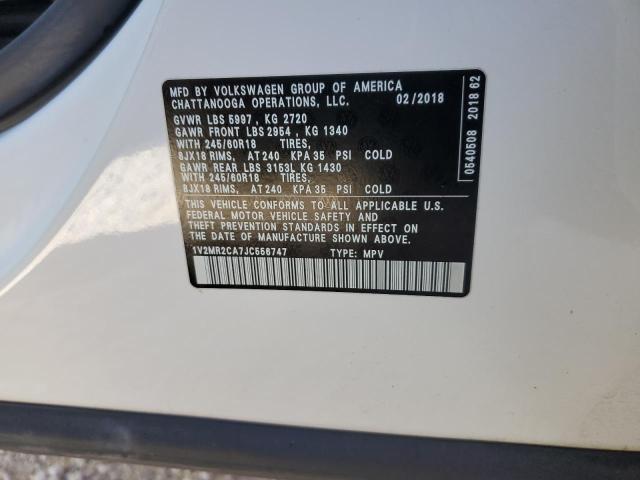 MFD BY VOLKSWAGEN GROUP OF AMERICA
CHATTANOOGA OPERATIONS, LLC. 02/2018
GVWR LBS 5997, KG 2720
GAWR FRONT LBS 2954, KG 1340
WITH 245/60R18 TIRES,
8JX18 RIMS, AT 240 KPA 35 PSI COLD
GAWR REAR LBS 3153L KG 1430
WITH 245/60R18 TIRES,
8JX18 RIMS, AT 240 KPA 35 PSI COLD
THIS VEHICLE CONFORMS TO ALL APPLICABLE U.S.
FEDERAL MOTOR VEHICLE SAFETY AND
THEFT PREVENTION STANDARDS IN EFFECT ON
THE DATE OF MANUFACTURE SHOWN ABOVE.
1V2MR2CA7JC556747 TYPE: MPV
0540508 2018 62